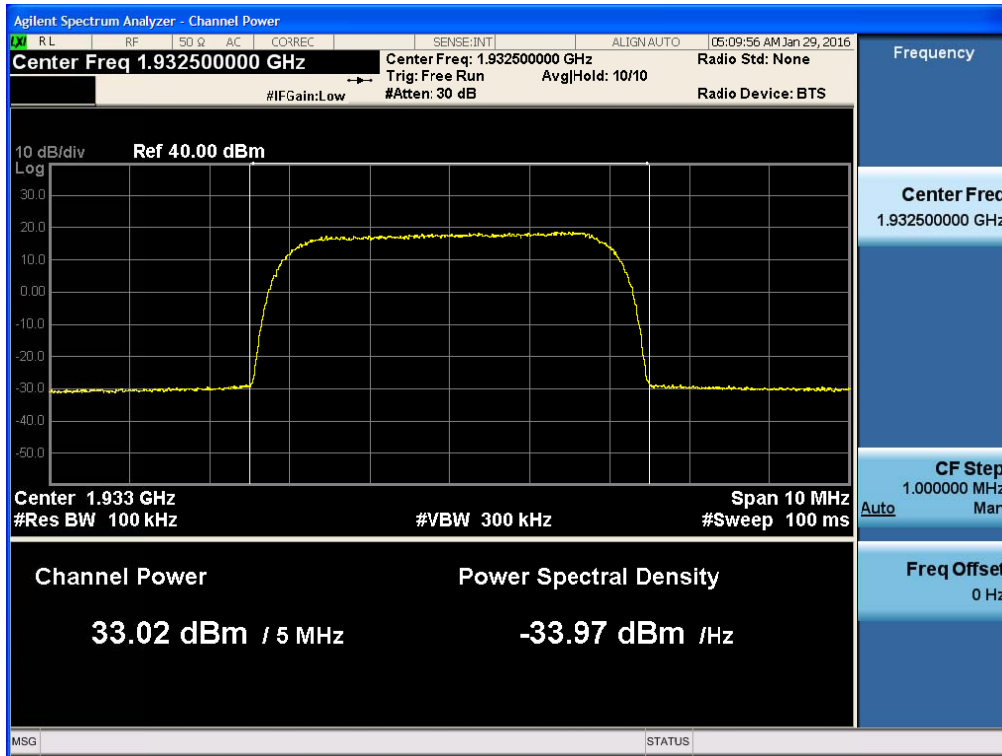 Agilent Spectrum Analyzer - Channel Power
LXI RL RF 50 Ω AC CORREC SENSE:INT ALIGN AUTO 05:09:56 AM Jan 29, 2016
Center Freq 1.932500000 GHz
Center Freq: 1.932500000 GHz
Radio Std: None
Trig: Free Run Avg|Hold: 10/10
#IFGain:Low
#Atten: 30 dB
Radio Device: BTS
10 dB/div Ref 40.00 dBm
Log
30.0
20.0
10.0
0.00
-10.0
-20.0
-30.0
-40.0
-50.0
Center 1.933 GHz Span 10 MHz
#Res BW 100 kHz #VBW 300 kHz #Sweep 100 ms
Channel Power Power Spectral Density
33.02 dBm / 5 MHz -33.97 dBm /Hz
MSG STATUS
Frequency
Center Freq
1.932500000 GHz
CF Step
1.000000 MHz
Auto Man
Freq Offset
0 Hz